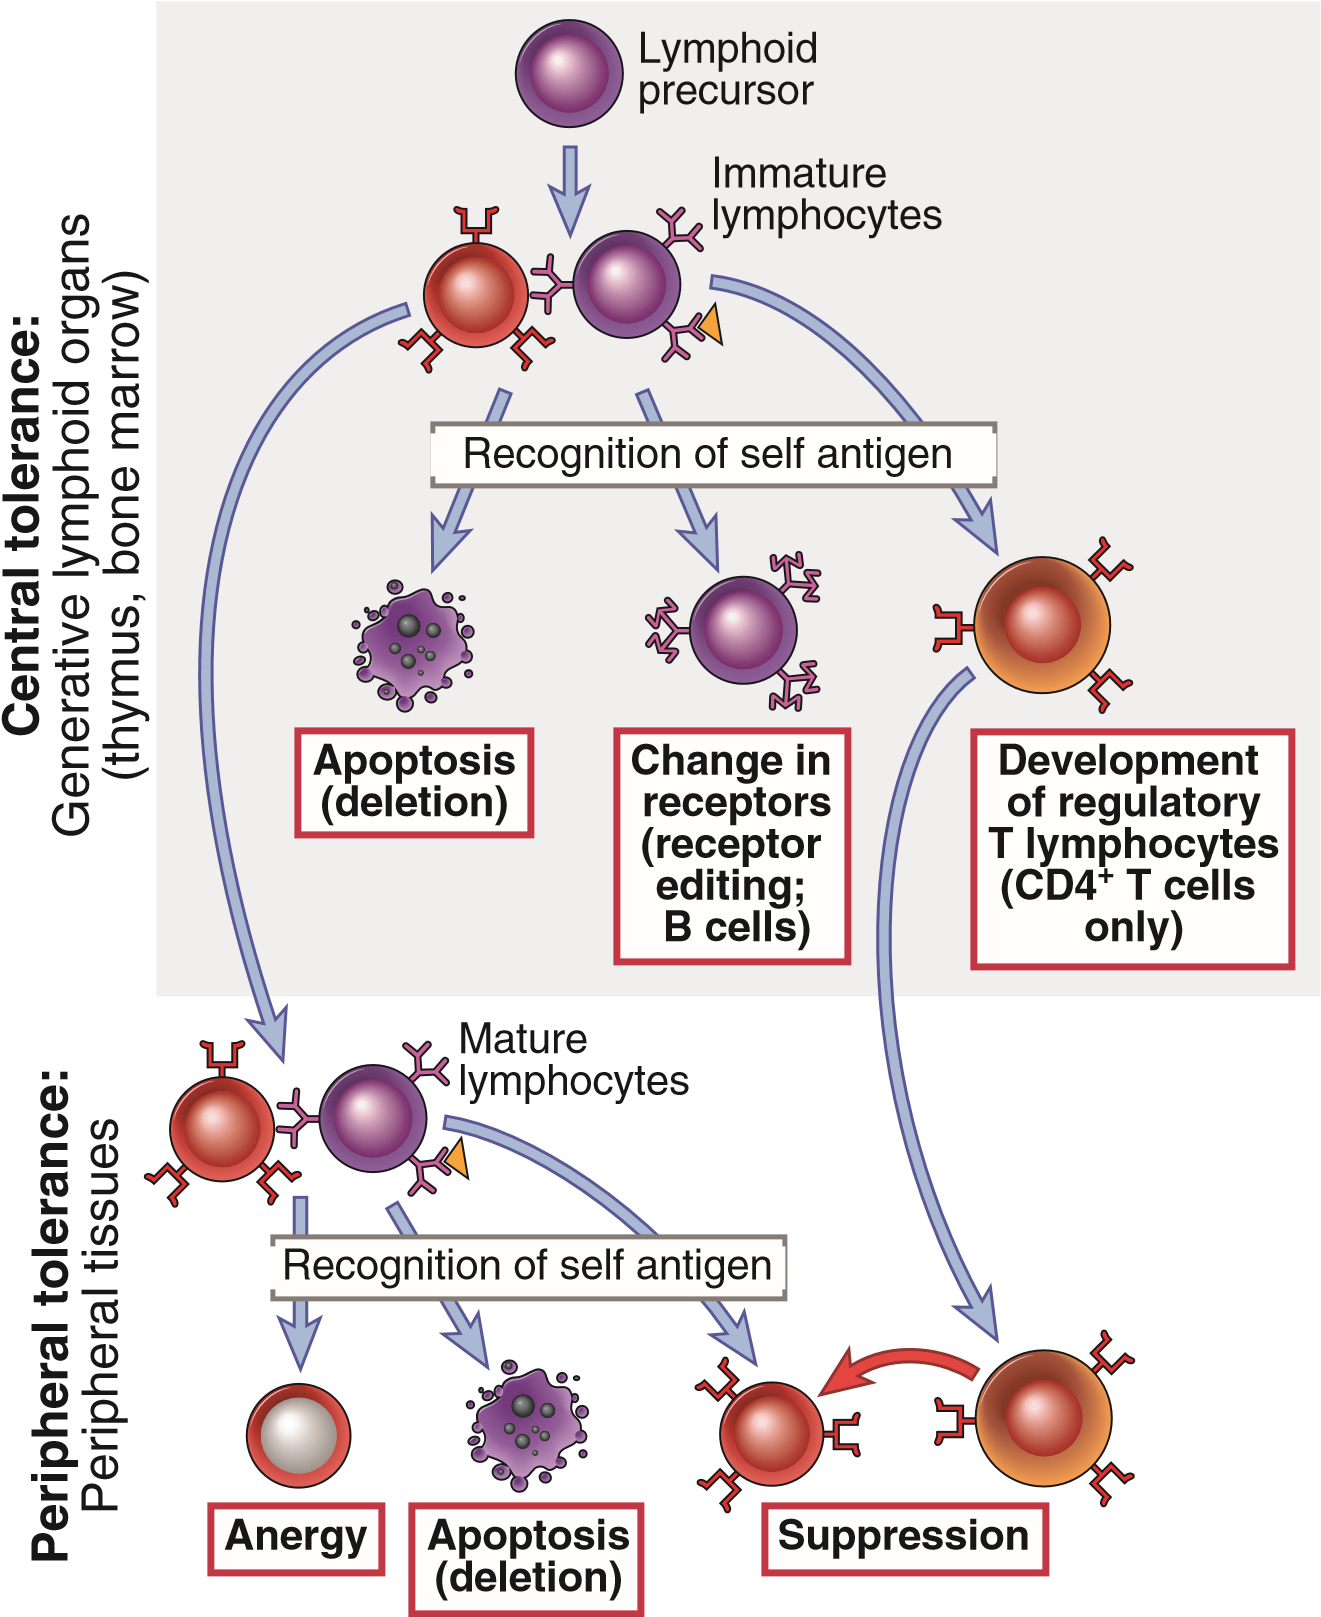 Lymphoid
precursor
Immature
lymphocytes
Central tolerance:
Generative lymphoid organs
(thymus, bone marrow)
Recognition of self antigen
Apoptosis
(deletion)
Change in
receptors
(receptor
editing;
B cells)
Development
of regulatory
T lymphocytes
(CD4⁺ T cells
only)
Mature
lymphocytes
Peripheral tolerance:
Peripheral tissues
Recognition of self antigen
Anergy
Apoptosis
(deletion)
Suppression